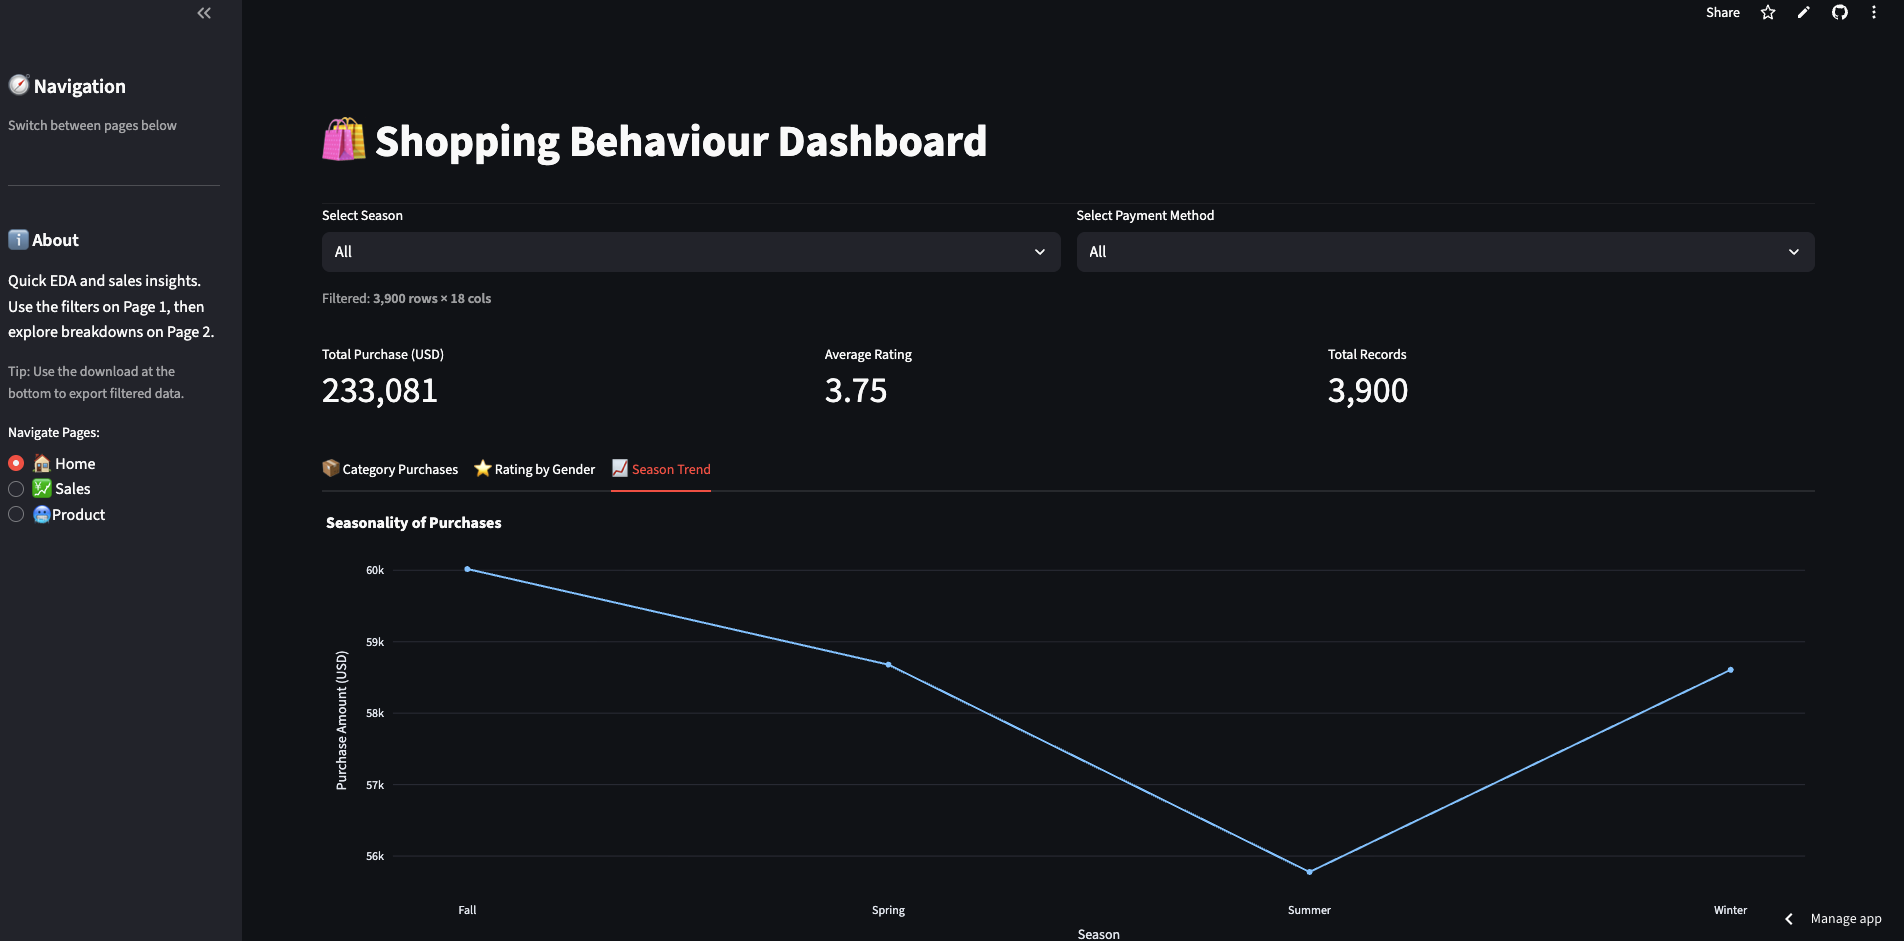 Share
Navigation
Switch between pages below
About
Quick EDA and sales insights.
Use the filters on Page 1, then
explore breakdowns on Page 2.
Tip: Use the download at the
bottom to export filtered data.
Navigate Pages:
Home
Sales
Product
Shopping Behaviour Dashboard
Select Season
All
Select Payment Method
All
Filtered: 3,900 rows × 18 cols
Total Purchase (USD)
233,081
Average Rating
3.75
Total Records
3,900
Category Purchases
Rating by Gender
Season Trend
Seasonality of Purchases
60k
59k
58k
57k
56k
Purchase Amount (USD)
Fall
Spring
Summer
Winter
Season
Manage app